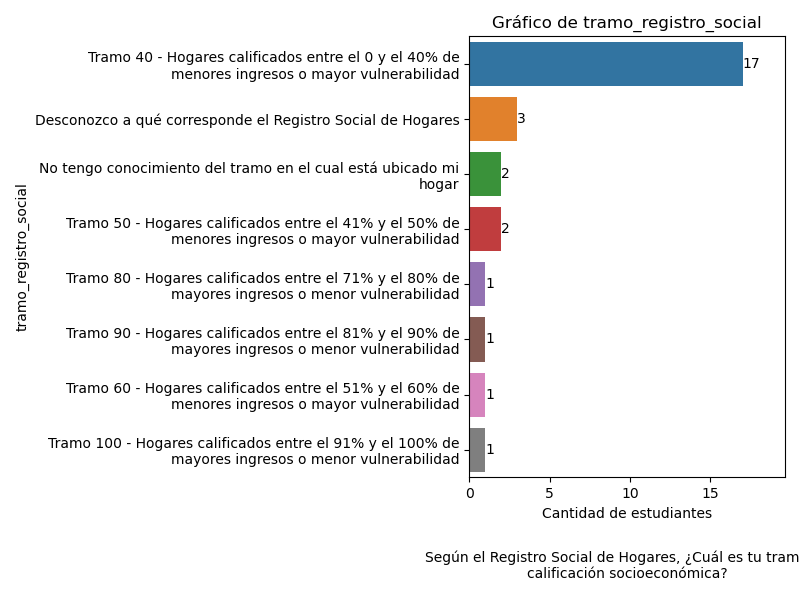 Gráfico de tramo_registro_social
Tramo 40 - Hogares calificados entre el 0 y el 40% de
menores ingresos o mayor vulnerabilidad
17
Desconozco a qué corresponde el Registro Social de Hogares
3
No tengo conocimiento del tramo en el cual está ubicado mi
hogar
2
Tramo 50 - Hogares calificados entre el 41% y el 50% de
menores ingresos o mayor vulnerabilidad
2
Tramo 80 - Hogares calificados entre el 71% y el 80% de
mayores ingresos o menor vulnerabilidad
1
Tramo 90 - Hogares calificados entre el 81% y el 90% de
mayores ingresos o menor vulnerabilidad
1
Tramo 60 - Hogares calificados entre el 51% y el 60% de
menores ingresos o mayor vulnerabilidad
1
Tramo 100 - Hogares calificados entre el 91% y el 100% de
mayores ingresos o menor vulnerabilidad
1
tramo_registro_social
0 5 10 15
Cantidad de estudiantes
Según el Registro Social de Hogares, ¿Cuál es tu tram
calificación socioeconómica?